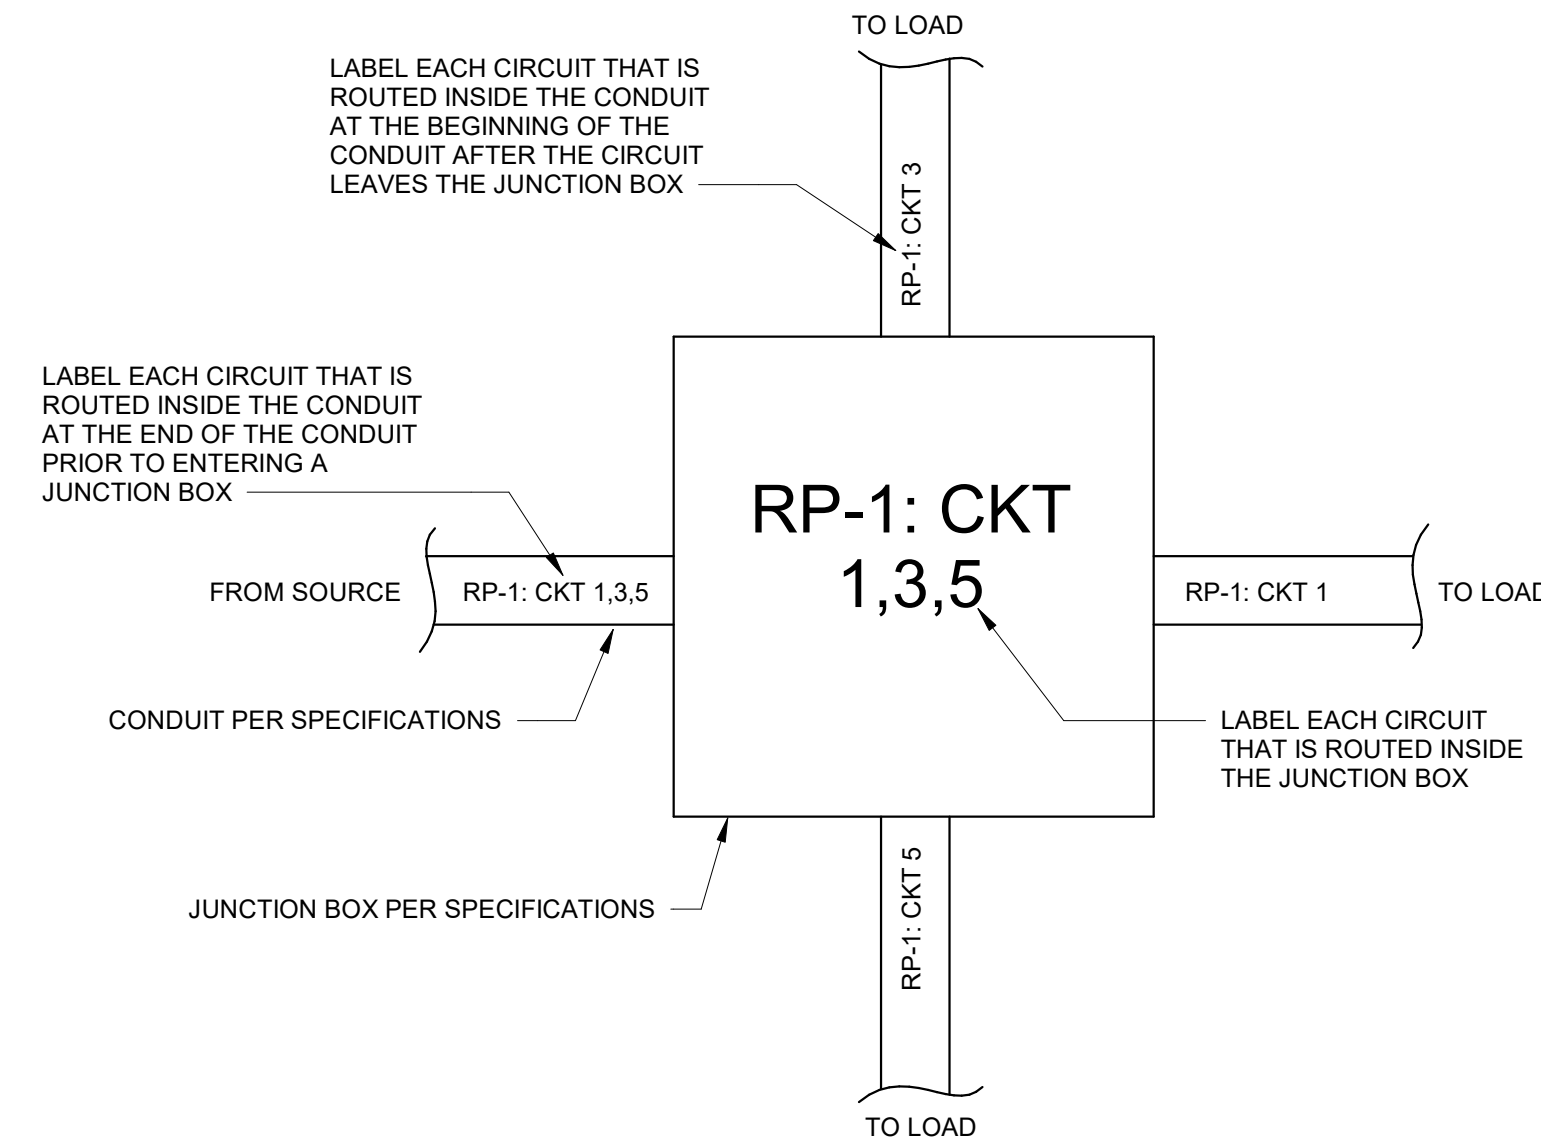 TO LOAD
LABEL EACH CIRCUIT THAT IS
ROUTED INSIDE THE CONDUIT
AT THE BEGINNING OF THE
CONDUIT AFTER THE CIRCUIT
LEAVES THE JUNCTION BOX
RP-1: CKT 3
LABEL EACH CIRCUIT THAT IS
ROUTED INSIDE THE CONDUIT
AT THE END OF THE CONDUIT
PRIOR TO ENTERING A
JUNCTION BOX
RP-1: CKT
1,3,5
FROM SOURCE
RP-1: CKT 1,3,5
RP-1: CKT 1
TO LOAD
CONDUIT PER SPECIFICATIONS
LABEL EACH CIRCUIT
THAT IS ROUTED INSIDE
THE JUNCTION BOX
JUNCTION BOX PER SPECIFICATIONS
RP-1: CKT 5
TO LOAD